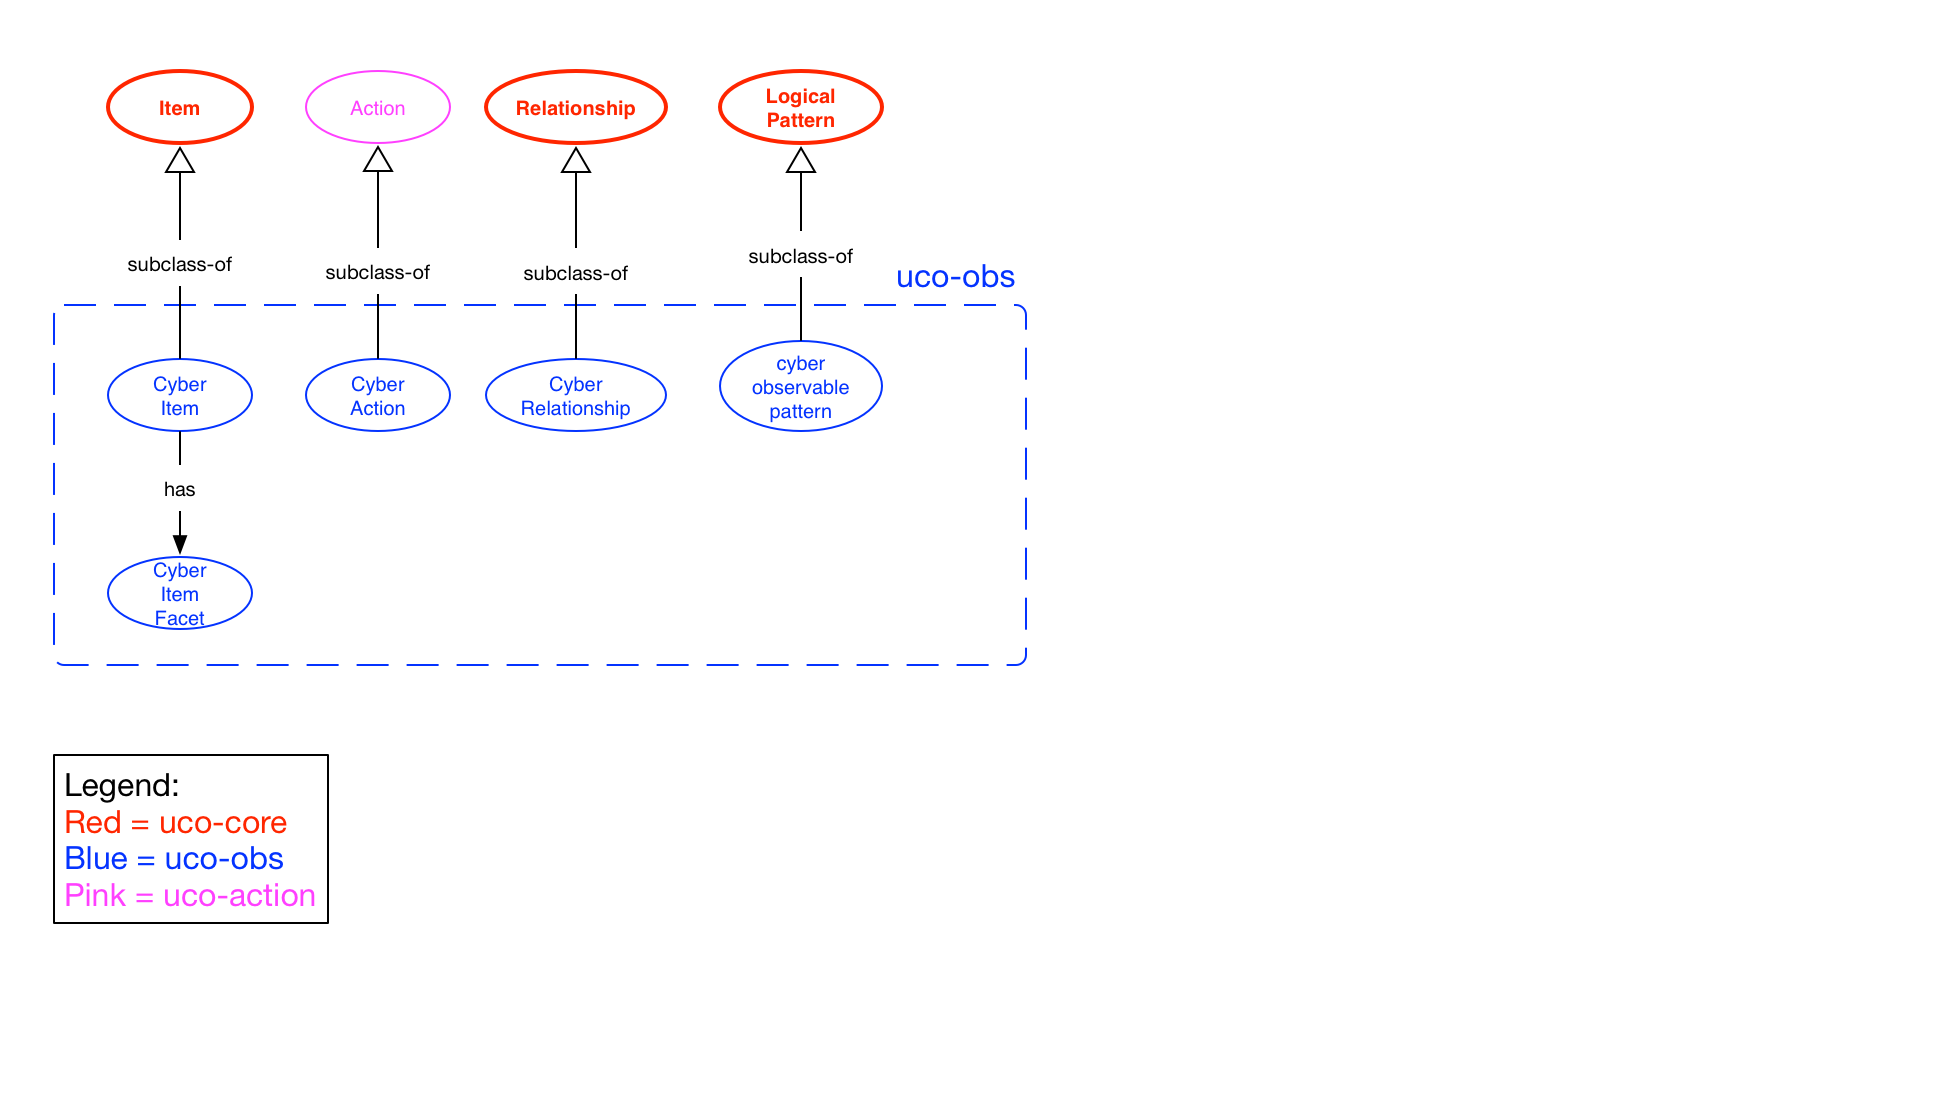 Item
Action
Relationship
Logical
Pattern
subclass-of
subclass-of
subclass-of
subclass-of
uco-obs
Cyber
Item
Cyber
Action
Cyber
Relationship
cyber
observable
pattern
has
Cyber
Item
Facet
Legend:
Red = uco-core
Blue = uco-obs
Pink = uco-action